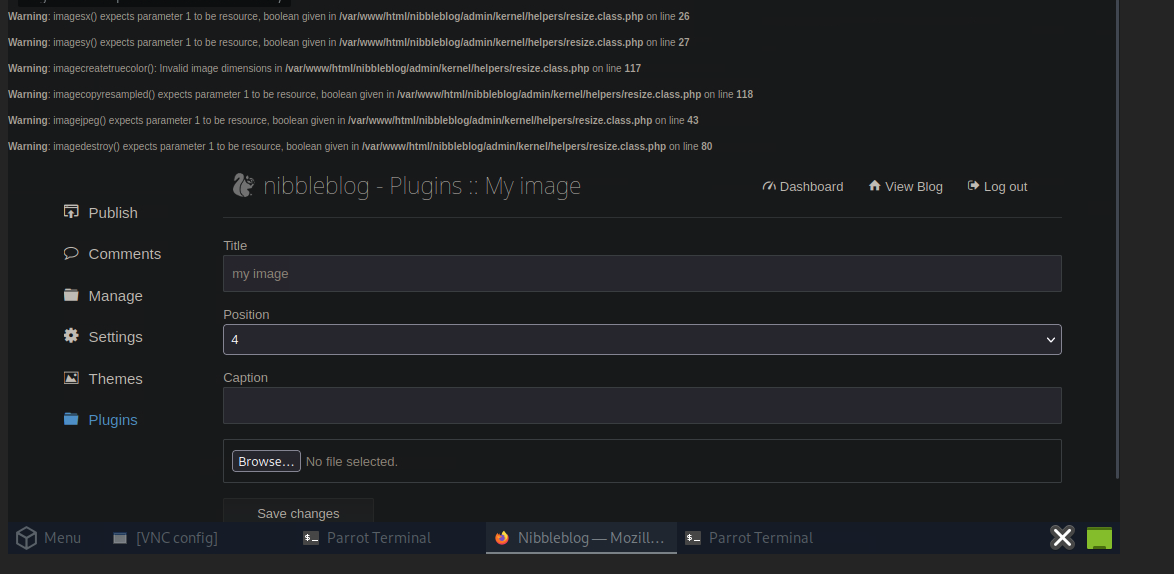 Warning: imagesx() expects parameter 1 to be resource, boolean given in /var/www/html/nibbleblog/admin/kernel/helpers/resize.class.php on line 26
Warning: imagesy() expects parameter 1 to be resource, boolean given in /var/www/html/nibbleblog/admin/kernel/helpers/resize.class.php on line 27
Warning: imagecreatetruecolor(): Invalid image dimensions in /var/www/html/nibbleblog/admin/kernel/helpers/resize.class.php on line 117
Warning: imagecopyresampled() expects parameter 1 to be resource, boolean given in /var/www/html/nibbleblog/admin/kernel/helpers/resize.class.php on line 118
Warning: imagejpeg() expects parameter 1 to be resource, boolean given in /var/www/html/nibbleblog/admin/kernel/helpers/resize.class.php on line 43
Warning: imagedestroy() expects parameter 1 to be resource, boolean given in /var/www/html/nibbleblog/admin/kernel/helpers/resize.class.php on line 80
nibbleblog - Plugins :: My image
Dashboard View Blog Log out
Publish
Comments
Manage
Settings
Themes
Plugins
Title
my image
Position
4
Caption
Browse... No file selected.
Save changes
Menu [VNC config] Parrot Terminal Nibbleblog — Mozill... Parrot Terminal